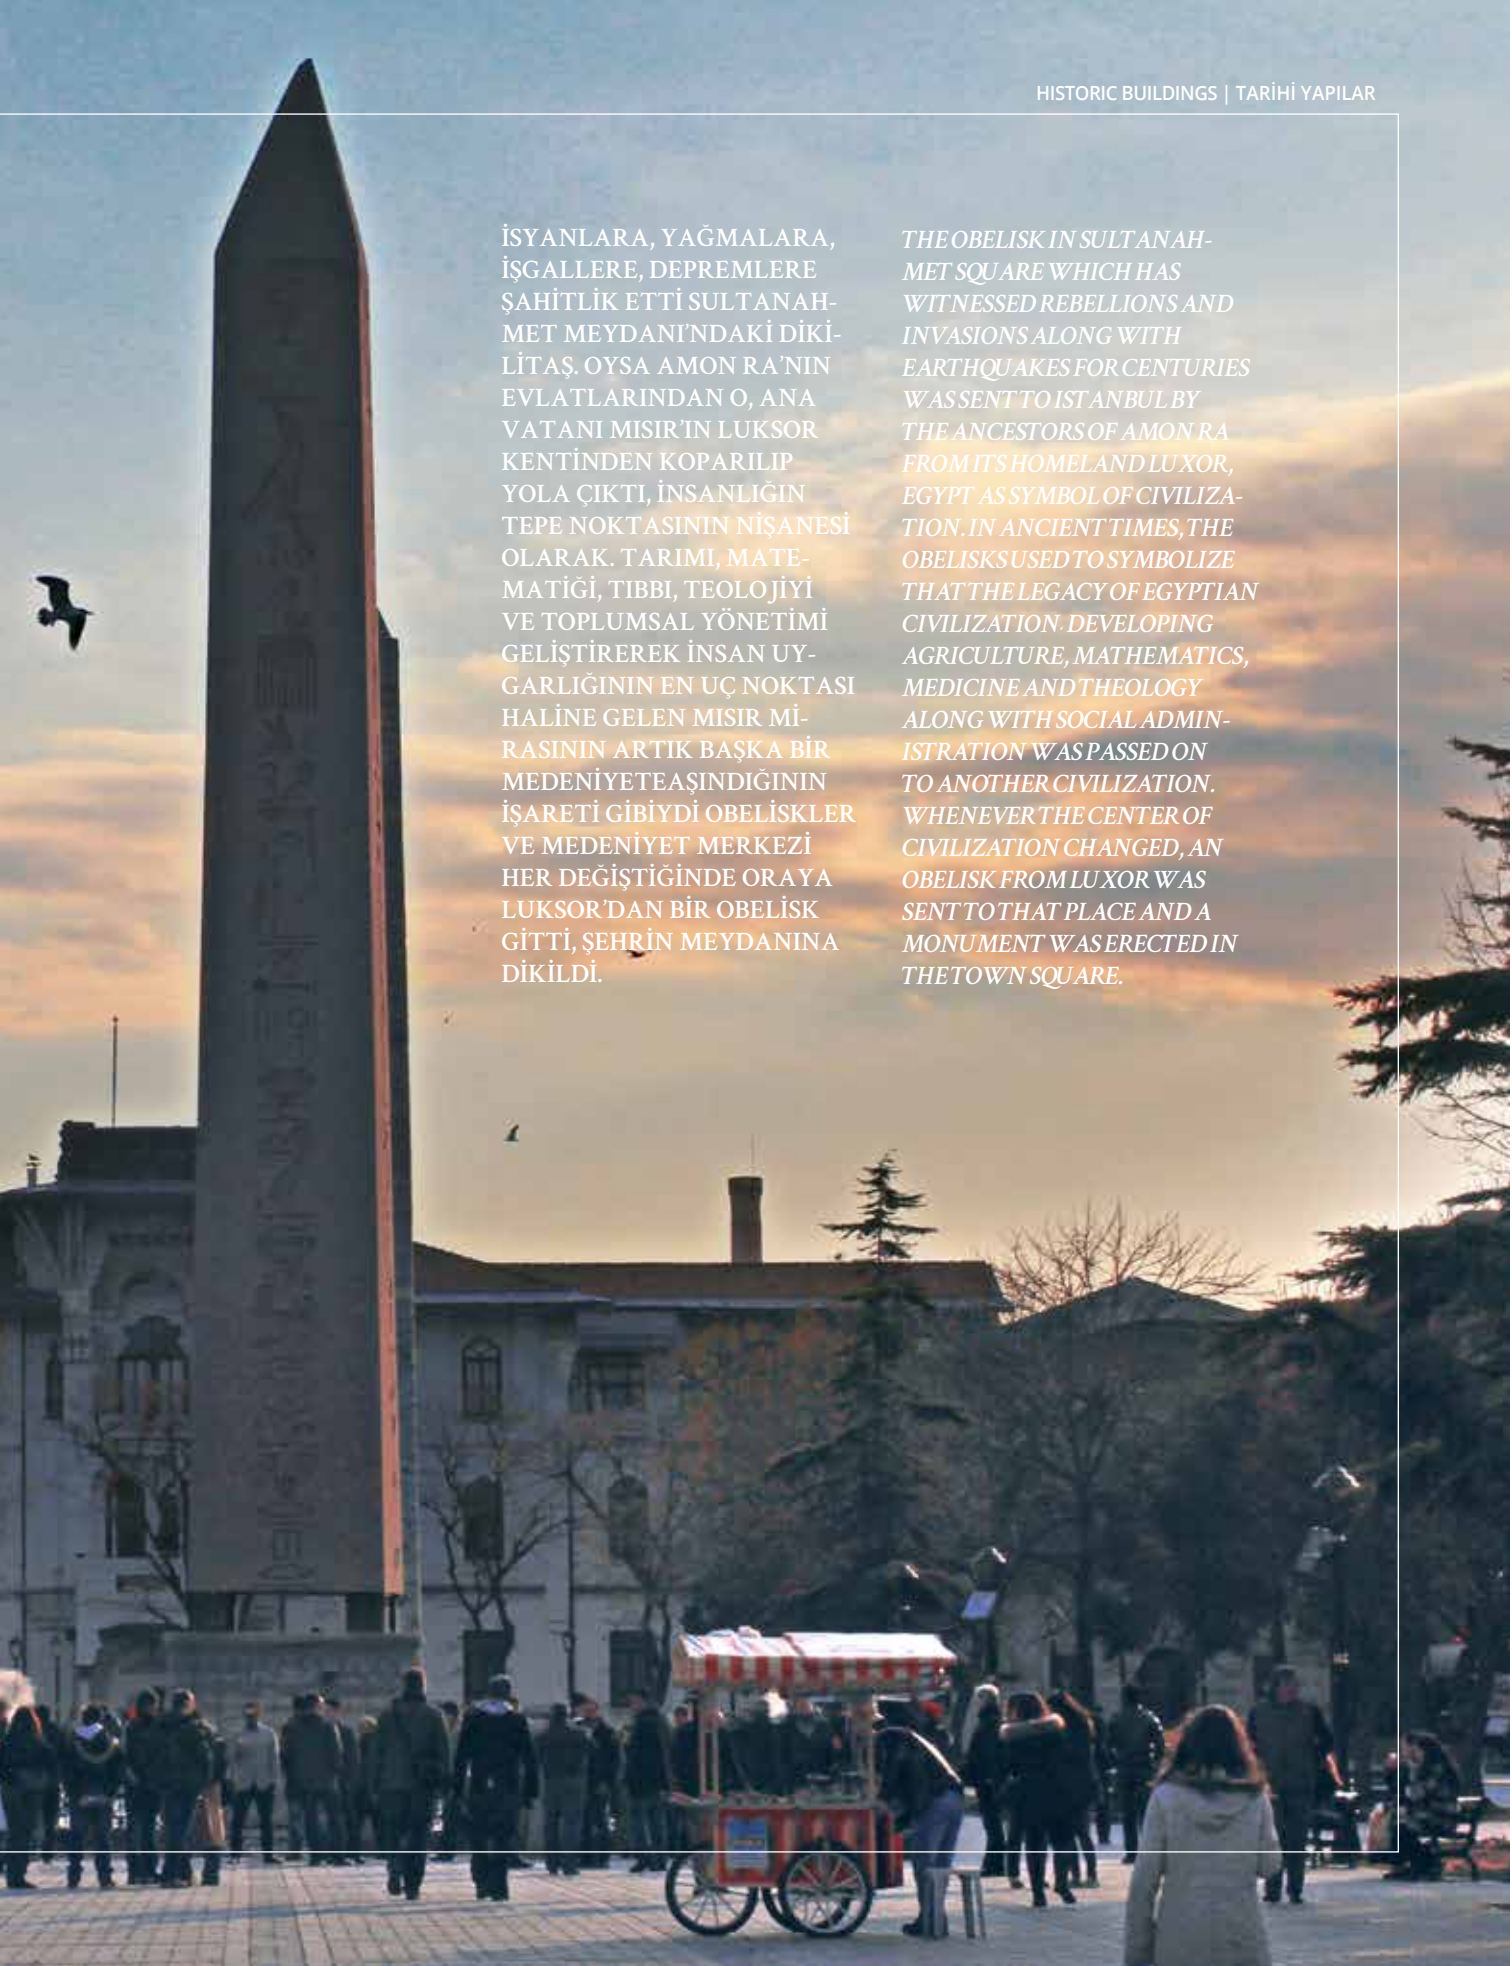 HISTORIC BUILDINGS | TARİHİ YAPILAR
İSYANLARA, YAĞMALARA,
İŞGALLERE, DEPREMLERE
ŞAHİTLİK ETTİ SULTANAH-
MET MEYDANI’NDAKİ DİKİ-
LİTAŞ. OYSA AMON RA’NIN
EVLATLARINDAN O, ANA
VATANI MISIR’IN LUKSOR
KENTİNDEN KOPARILIP
YOLA ÇIKTI, İNSANLIĞIN
TEPE NOKTASININ NİŞANESİ
OLARAK. TARIMI, MATE-
MATİĞİ, TIBBI, TEOLOJİYİ
VE TOPLUMSAL YÖNETİMİ
GELİŞTİREREK İNSAN UY-
GARLIĞININ EN UÇ NOKTASI
HALİNE GELEN MISIR Mİ-
RASININ ARTIK BAŞKA BİR
MEDENİYETEAŞINDIĞININ
İŞARETİ GİBİYDİ OBELİSKLER
VE MEDENİYET MERKEZİ
HER DEĞİŞTİĞİNDE ORAYA
LUKSOR’DAN BİR OBELİSK
GİTTİ, ŞEHRİN MEYDANINA
DİKİLDİ.
THE OBELISK IN SULTANAH-
MET SQUARE WHICH HAS
WITNESSED REBELLIONS AND
INVASIONS ALONG WITH
EARTHQUAKES FOR CENTURIES
WAS SENT TO ISTANBUL BY
THE ANCESTORS OF AMON RA
FROM ITS HOMELAND LUXOR,
EGYPT AS SYMBOL OF CIVILIZA-
TION. IN ANCIENT TIMES, THE
OBELISKS USED TO SYMBOLIZE
THAT THE LEGACY OF EGYPTIAN
CIVILIZATION. DEVELOPING
AGRICULTURE, MATHEMATICS,
MEDICINE AND THEOLOGY
ALONG WITH SOCIAL ADMIN-
ISTRATION WAS PASSED ON
TO ANOTHER CIVILIZATION.
WHENEVER THE CENTER OF
CIVILIZATION CHANGED, AN
OBELISK FROM LUXOR WAS
SENT TO THAT PLACE AND A
MONUMENT WAS ERECTED IN
THE TOWN SQUARE.